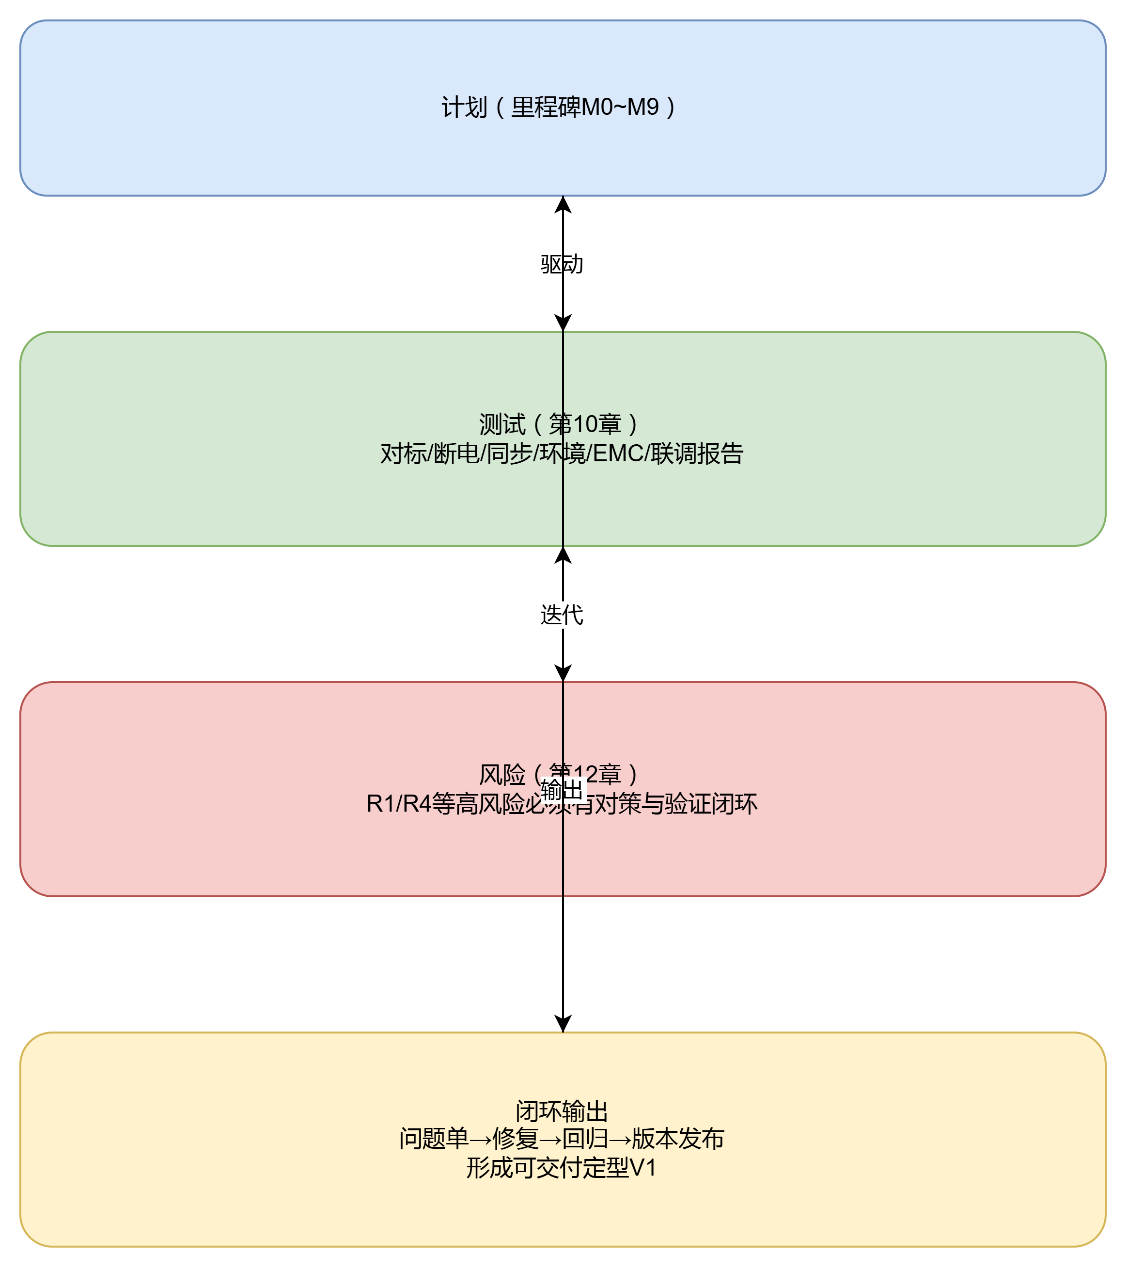 计划（里程碑M0~M9）
驱动
测试（第10章）
对标/断电/同步/环境/EMC/联调报告
迭代
风险（第12章）
输出
R1/R4等高风险必须有对策与验证闭环
闭环输出
问题单→修复→回归→版本发布
形成可交付定型V1